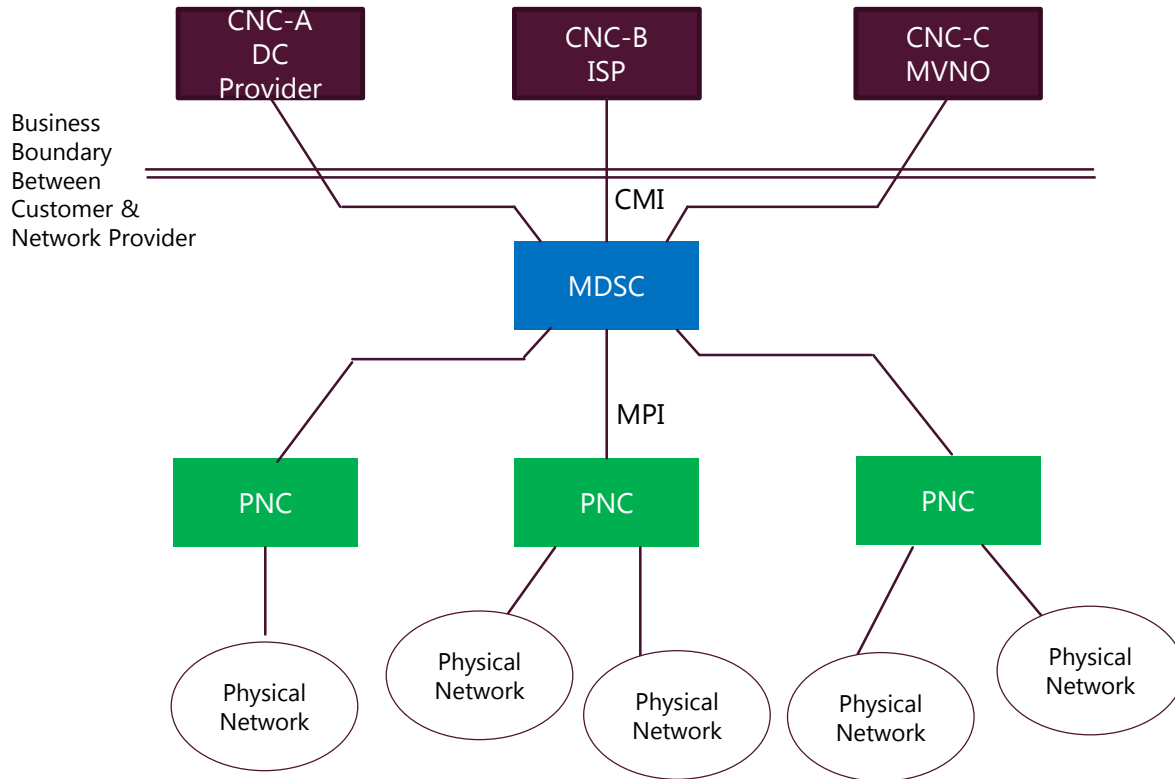 CNC-A
DC
Provider
CNC-B
ISP
CNC-C
MVNO
Business
Boundary
Between
Customer &
Network Provider
CMI
MDSC
MPI
PNC
PNC
PNC
Physical
Network
Physical
Network
Physical
Network
Physical
Network
Physical
Network